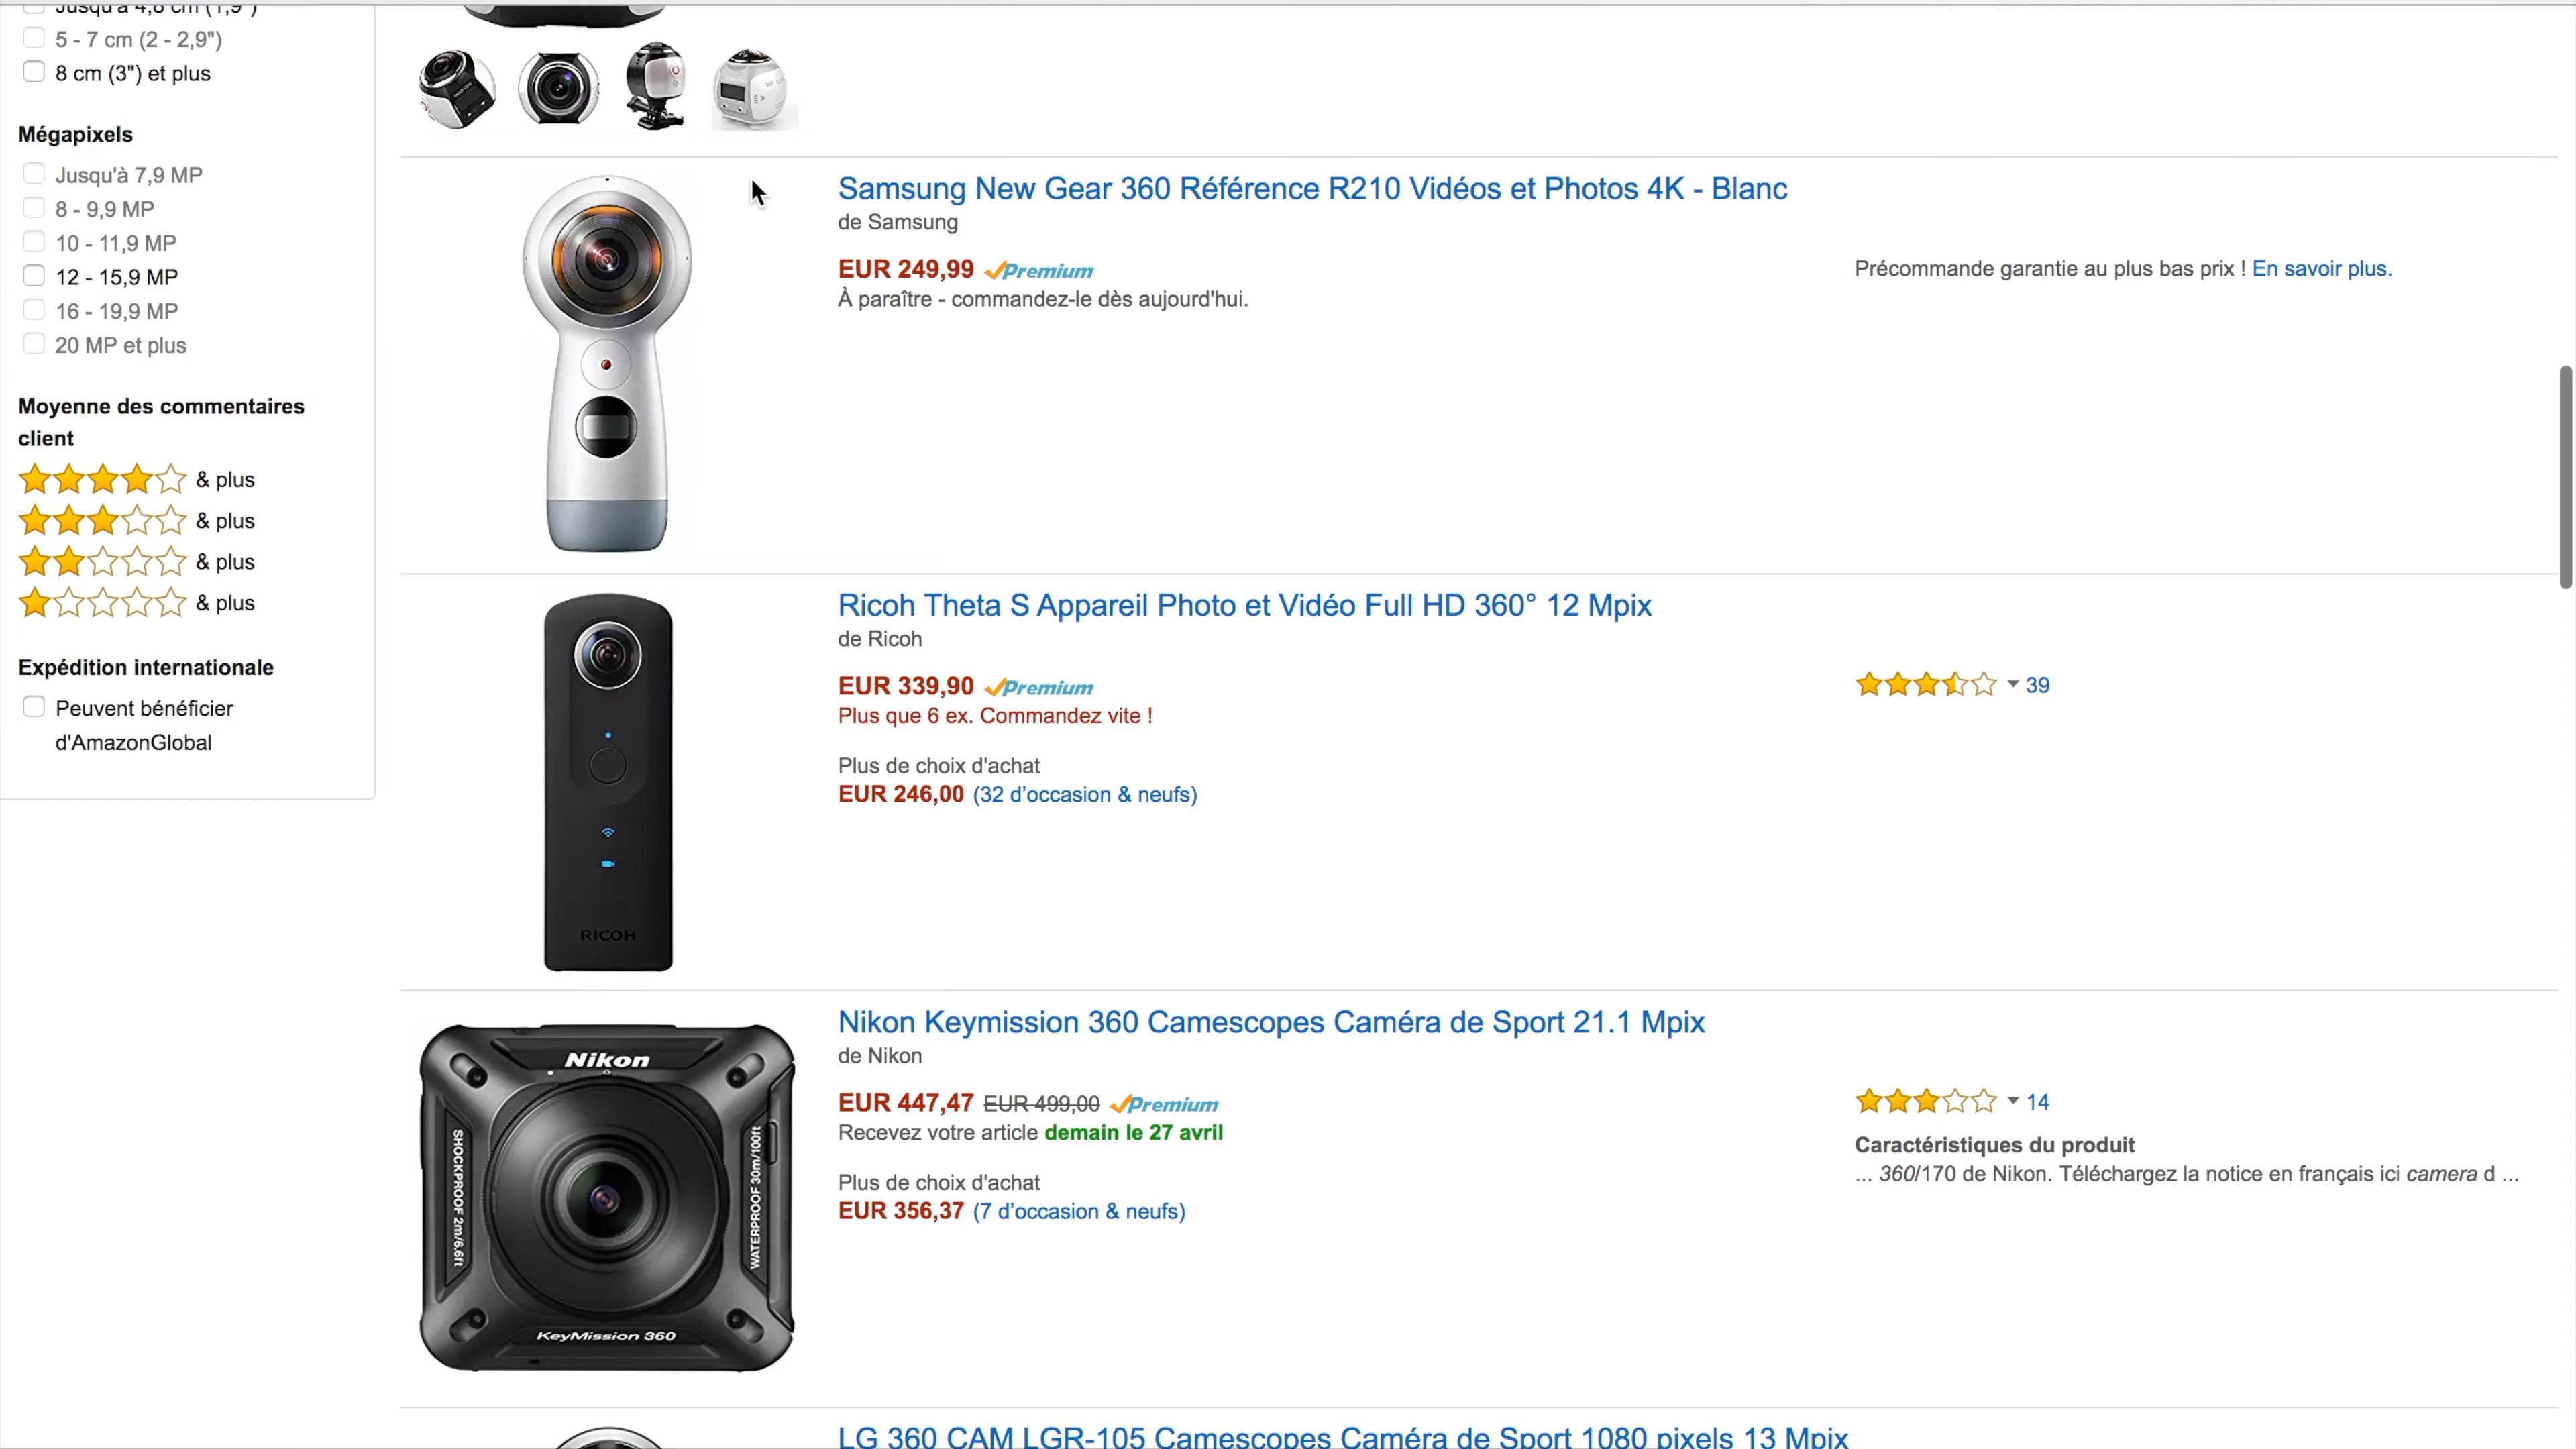 Jusqu'à 4,8 cm (1,9")
5 - 7 cm (2 - 2,9")
8 cm (3") et plus
Mégapixels
Jusqu'à 7,9 MP
8 - 9,9 MP
10 - 11,9 MP
12 - 15,9 MP
16 - 19,9 MP
20 MP et plus
Moyenne des commentaires
client
& plus
& plus
& plus
& plus
Expédition internationale
Peuvent bénéficier
d'AmazonGlobal
Samsung New Gear 360 Référence R210 Vidéos et Photos 4K - Blanc
de Samsung
EUR 249,99 Premium
À paraître - commandez-le dès aujourd'hui.
Précommande garantie au plus bas prix ! En savoir plus.
RICOH
Ricoh Theta S Appareil Photo et Vidéo Full HD 360° 12 Mpix
de Ricoh
EUR 339,90 Premium
Plus que 6 ex. Commandez vite !
Plus de choix d'achat
EUR 246,00 (32 d’occasion & neufs)
39
Nikon
SHOCKPROOF 2m/6.6ft
WATERPROOF 30m/100ft
KeyMission 360
Nikon Keymission 360 Camescopes Caméra de Sport 21.1 Mpix
de Nikon
EUR 447,47 EUR 499,00 Premium
Recevez votre article demain le 27 avril
Plus de choix d'achat
EUR 356,37 (7 d’occasion & neufs)
14
Caractéristiques du produit
... 360/170 de Nikon. Téléchargez la notice en français ici camera d ...
LG 360 CAM LGR-105 Camescopes Caméra de Sport 1080 pixels 13 Mpix